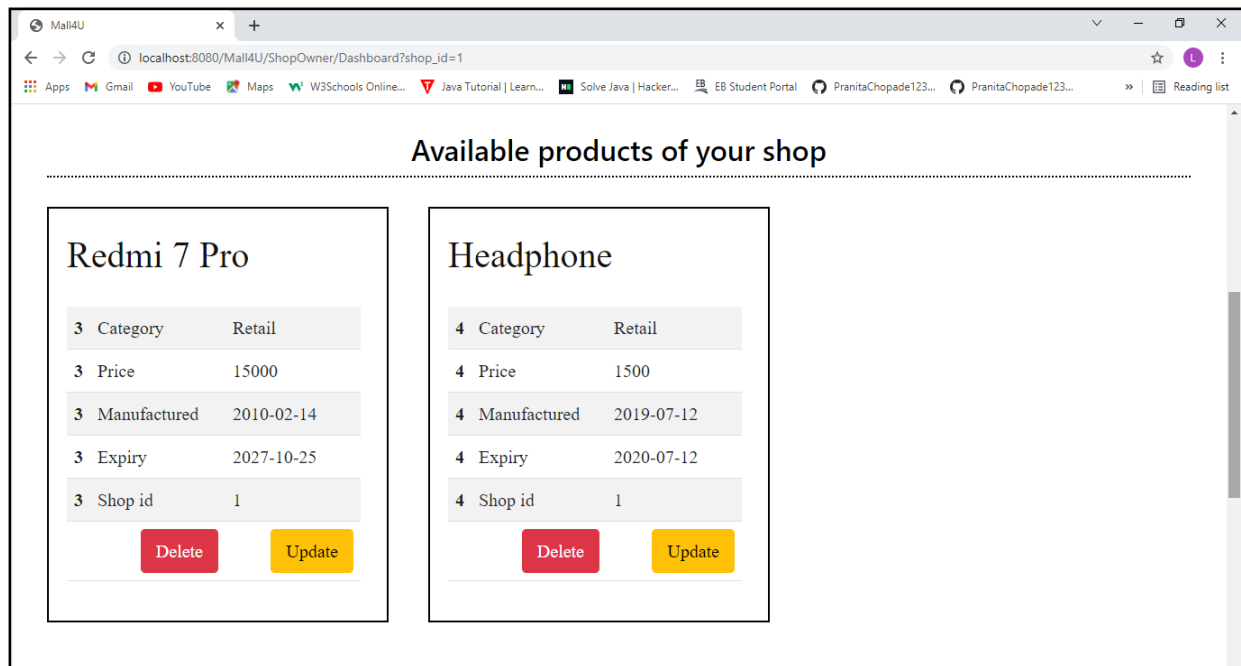 Mall4U
localhost:8080/Mall4U/ShopOwner/Dashboard?shop_id=1
Apps Gmail YouTube Maps W3Schools Online... Java Tutorial | Learn... Solve Java | Hacker... EB Student Portal PranitaChopade123... PranitaChopade123... » Reading list
Available products of your shop
Redmi 7 Pro
3 Category Retail
3 Price 15000
3 Manufactured 2010-02-14
3 Expiry 2027-10-25
3 Shop id 1
Delete Update
Headphone
4 Category Retail
4 Price 1500
4 Manufactured 2019-07-12
4 Expiry 2020-07-12
4 Shop id 1
Delete Update